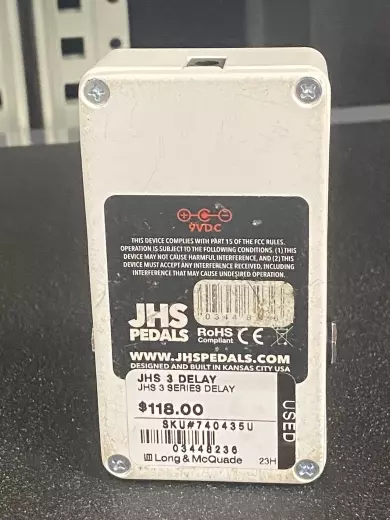 9VDC
THIS DEVICE COMPLIES WITH PART 15 OF THE FCC RULES.
OPERATION IS SUBJECT TO THE FOLLOWING CONDITIONS. (1) THIS
DEVICE MAY NOT CAUSE HARMFUL INTERFERENCE, AND (2) THIS
DEVICE MUST ACCEPT ANY INTERFERENCE RECEIVED, INCLUDING
INTERFERENCE THAT MAY CAUSE UNDESIRED OPERATION.
JHS
PEDALS
RoHS
Compliant
CE
WWW.JHSPEDALS.COM
DESIGNED AND BUILT IN KANSAS CITY USA
JHS 3 DELAY
JHS 3 SERIES DELAY
$118.00
USED
SKU#740435U
03448236
Long & McQuade
23H